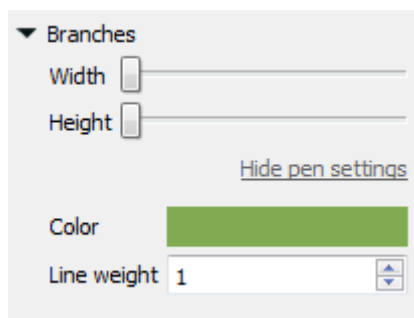 Branches
Width
Height
Hide pen settings
Color
Line weight 1